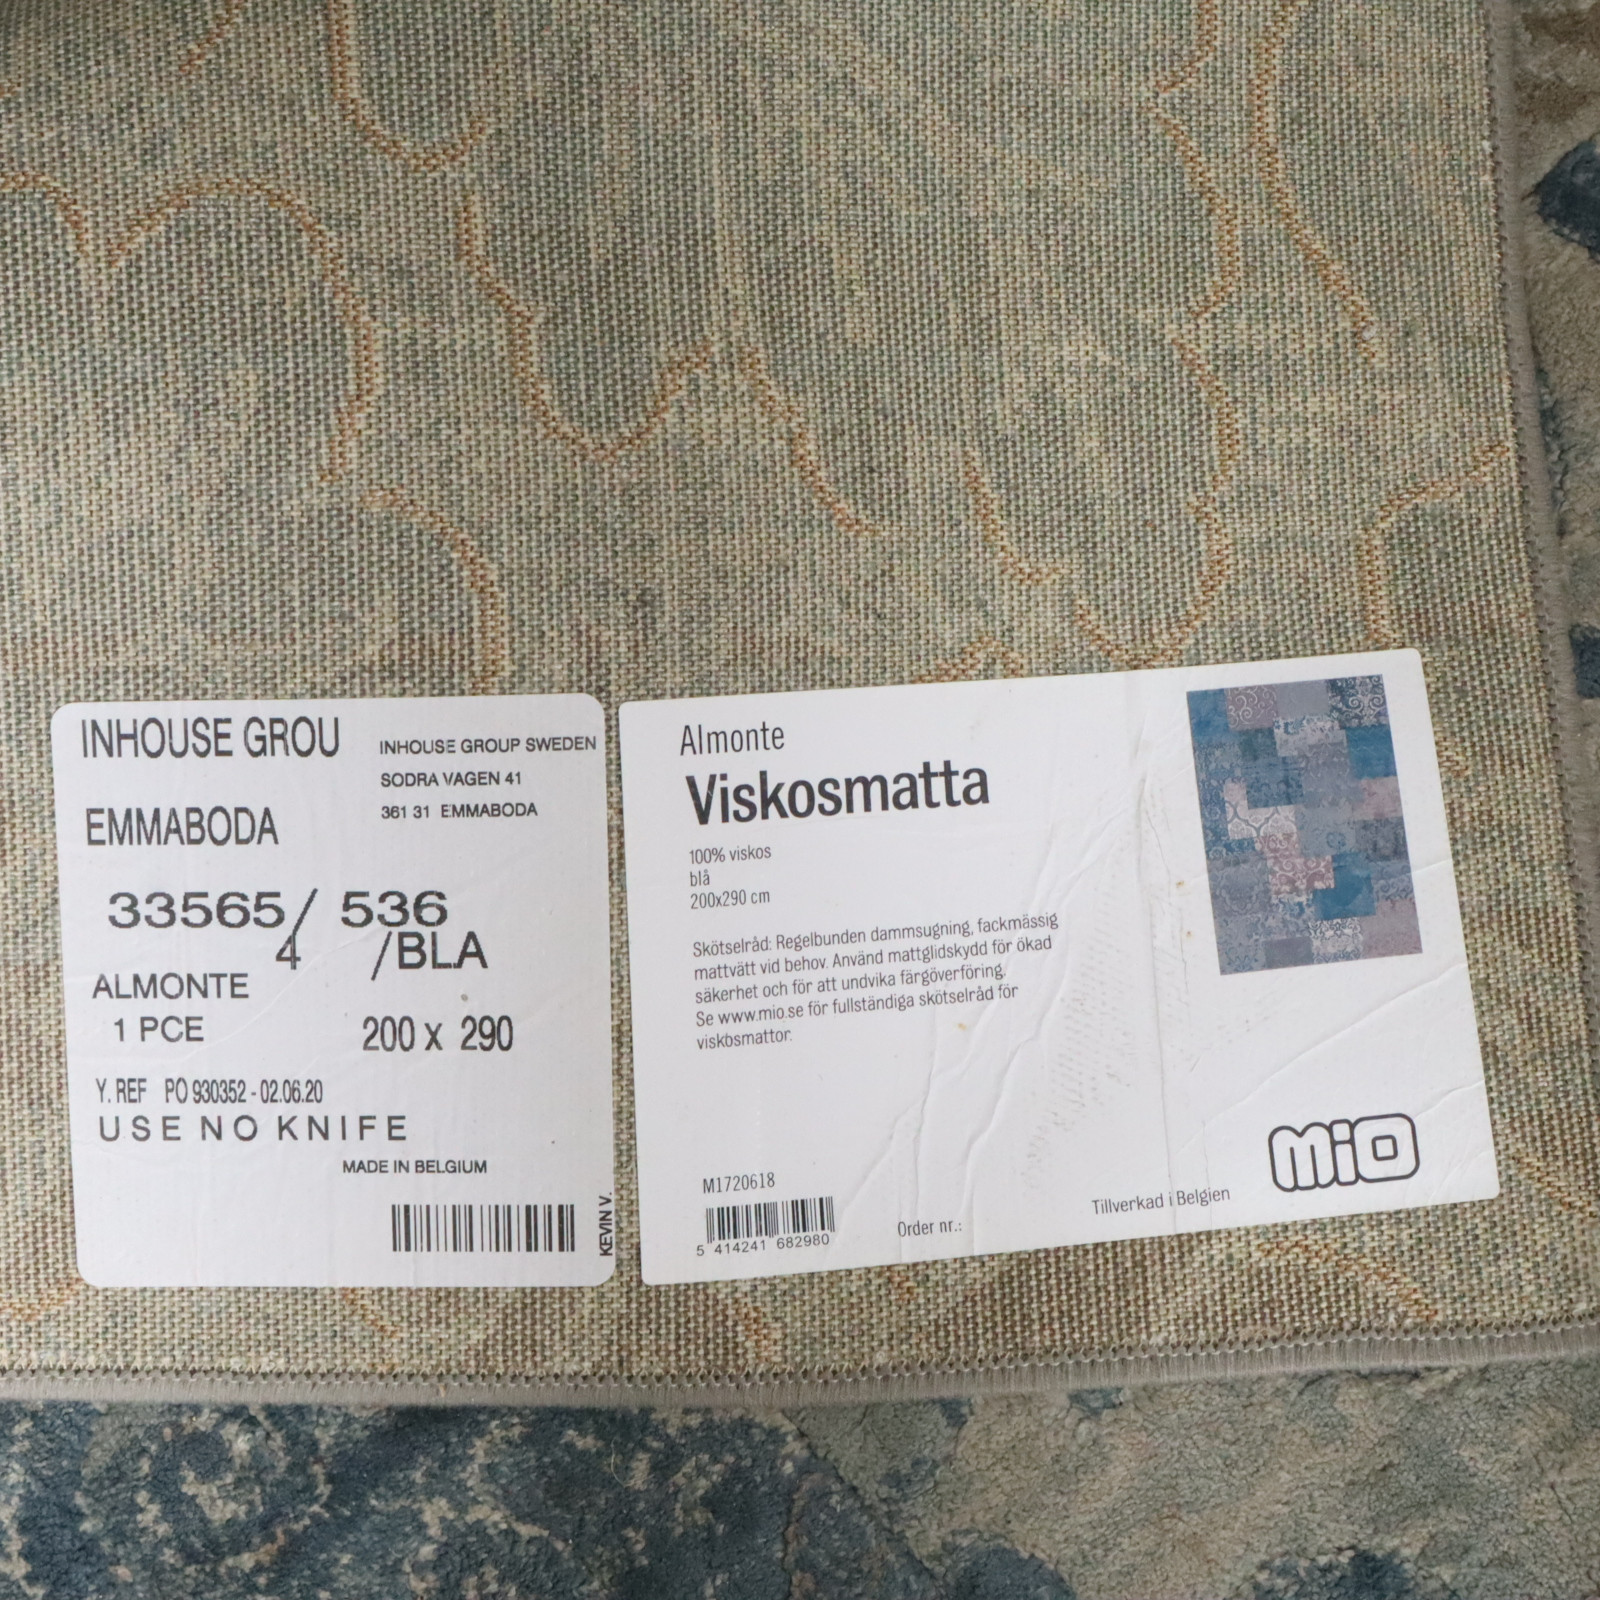 INHOUSE GROU
INHOUSE GROUP SWEDEN
SODRA VAGEN 41
361 31 EMMABODA
EMMABODA
33565/ 536
4 /BLA
ALMONTE
1 PCE
200 x 290
Y. REF PO 930352 - 02.06.20
USE NO KNIFE
MADE IN BELGIUM
KEVIN V.
Almonte
Viskosmatta
100% viskos
blå
200x290 cm
Skötselråd: Regelbunden dammsugning, fackmässig
mattvätt vid behov. Använd mattglidskydd för ökad
säkerhet och för att undvika färgöverföring.
Se www.mio.se för fullständiga skötselråd för
viskosmattor.
M1720618
5 414241 682980
Order nr.:
Tillverkad i Belgien
MiO